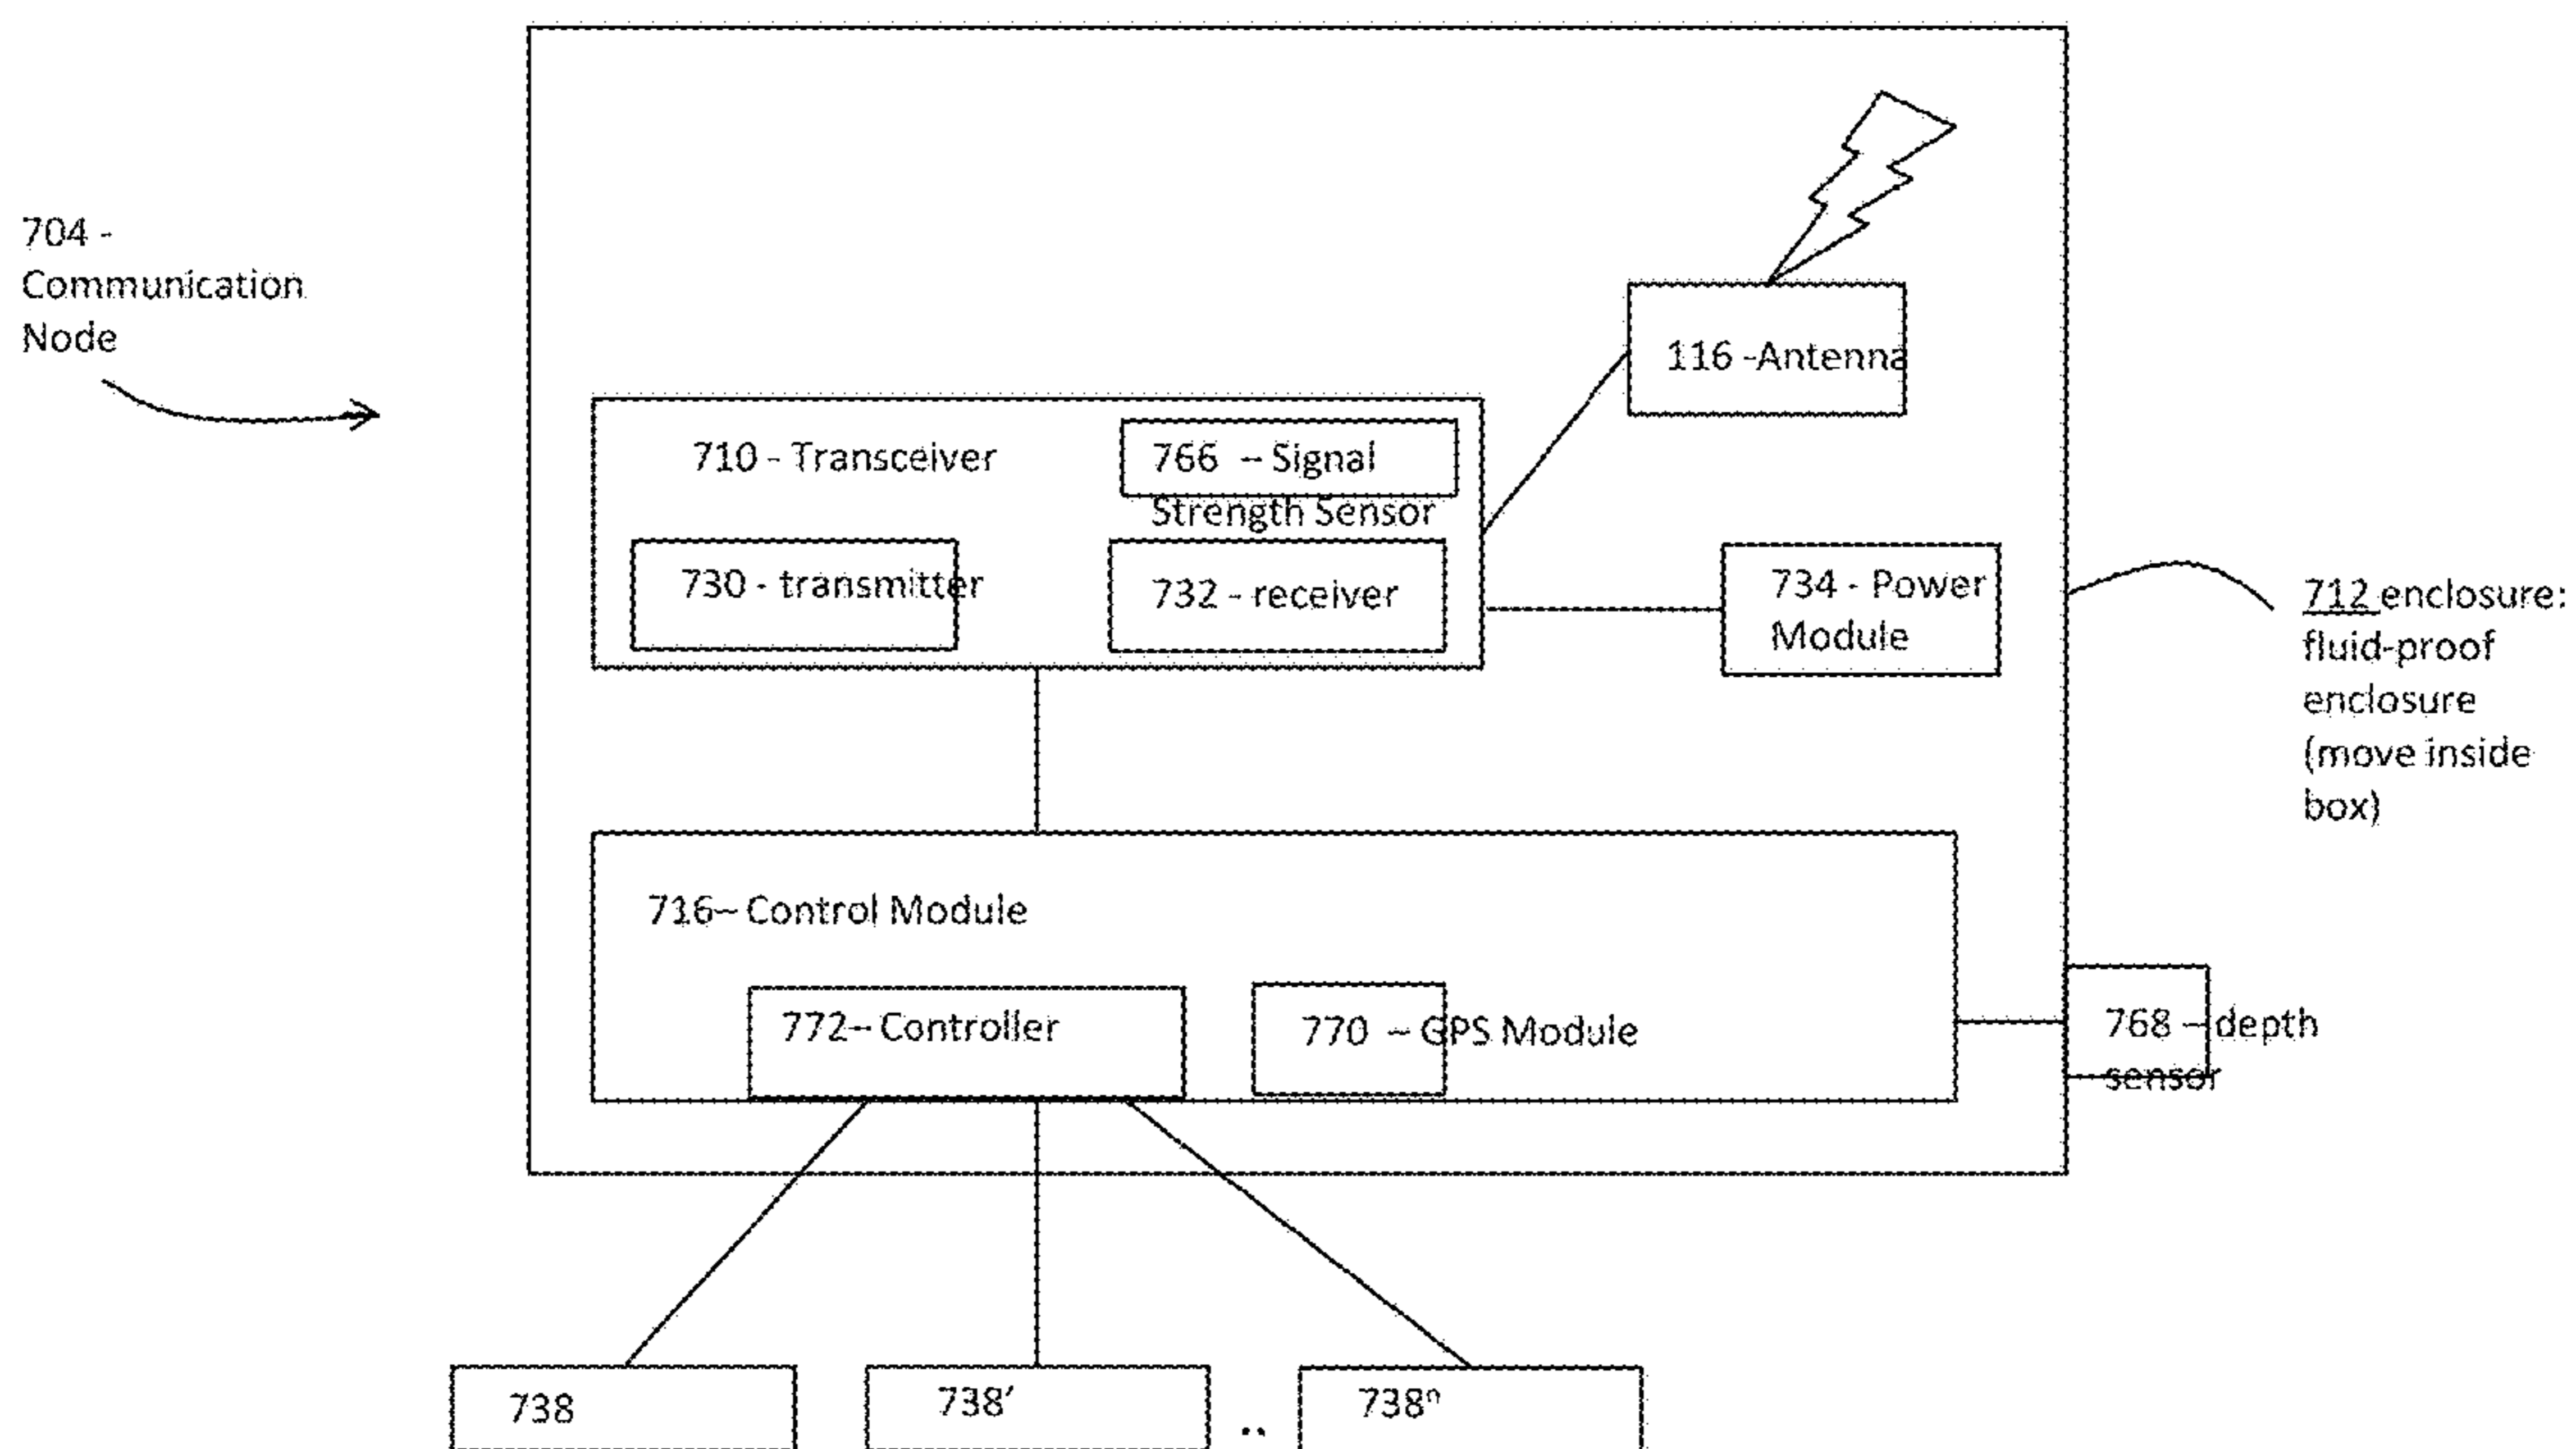 704 -
Communication
Node
116 -Antenna
710 - Transceiver
766 – Signal
Strength Sensor
730 - transmitter
732 - receiver
734 - Power
Module
712 enclosure:
fluid-proof
enclosure
(move inside
box)
716– Control Module
772– Controller
770 – GPS Module
768 – depth
sensor
738
738′
..
738ⁿ